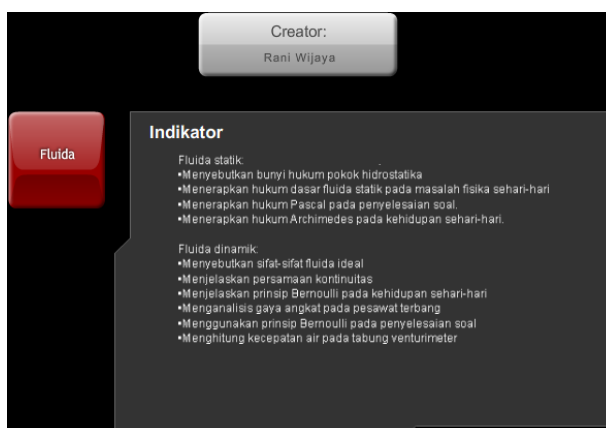 Creator:
Rani Wijaya
Fluida
Indikator
Fluida statik:
•Menyebutkan bunyi hukum pokok hidrostatika
•Menerapkan hukum dasar fluida statik pada masalah fisika sehari-hari
•Menerapkan hukum Pascal pada penyelesaian soal.
•Menerapkan hukum Archimedes pada kehidupan sehari-hari.
Fluida dinamik:
•Menyebutkan sifat-sifat fluida ideal
•Menjelaskan persamaan kontinuitas
•Menjelaskan prinsip Bernoulli pada kehidupan sehari-hari
•Menganalisis gaya angkat pada pesawat terbang
•Menggunakan prinsip Bernoulli pada penyelesaian soal
•Menghitung kecepatan air pada tabung venturimeter